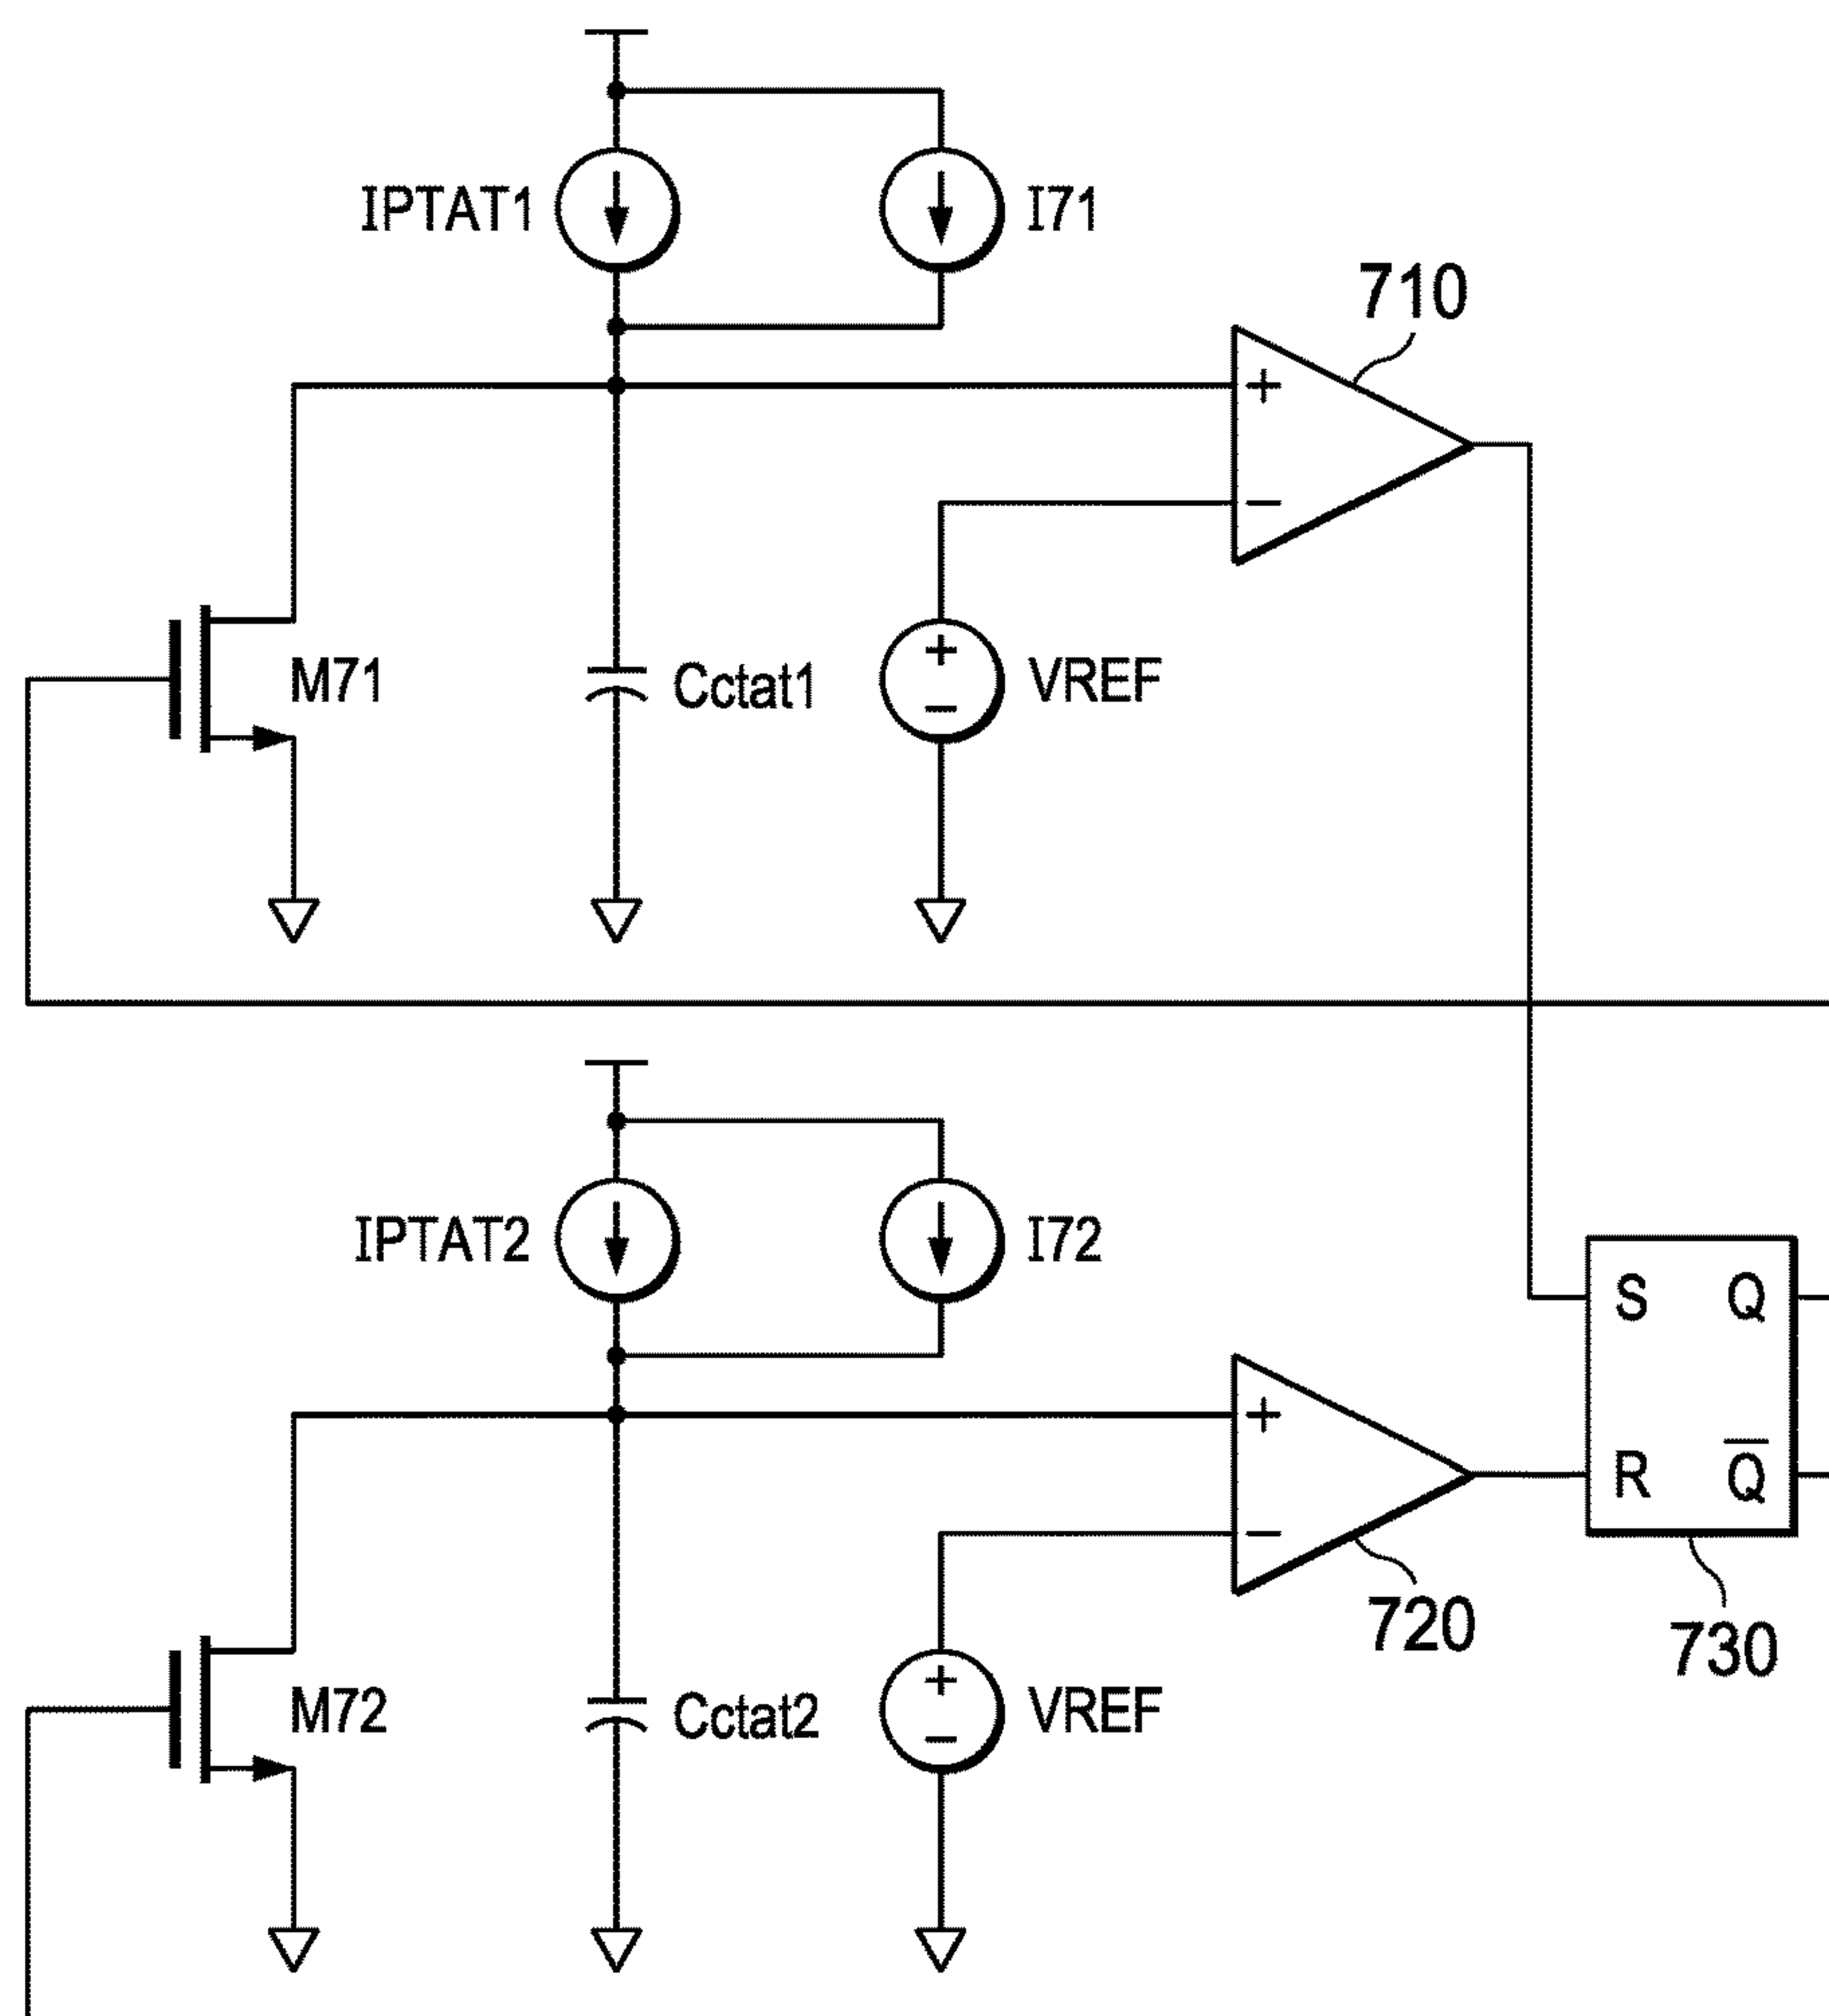 IPTAT1
I71
710
+
−
M71
Cctat1
+
−
VREF
IPTAT2
I72
S Q
+
R Q̅
−
720
730
M72
Cctat2
+
−
VREF